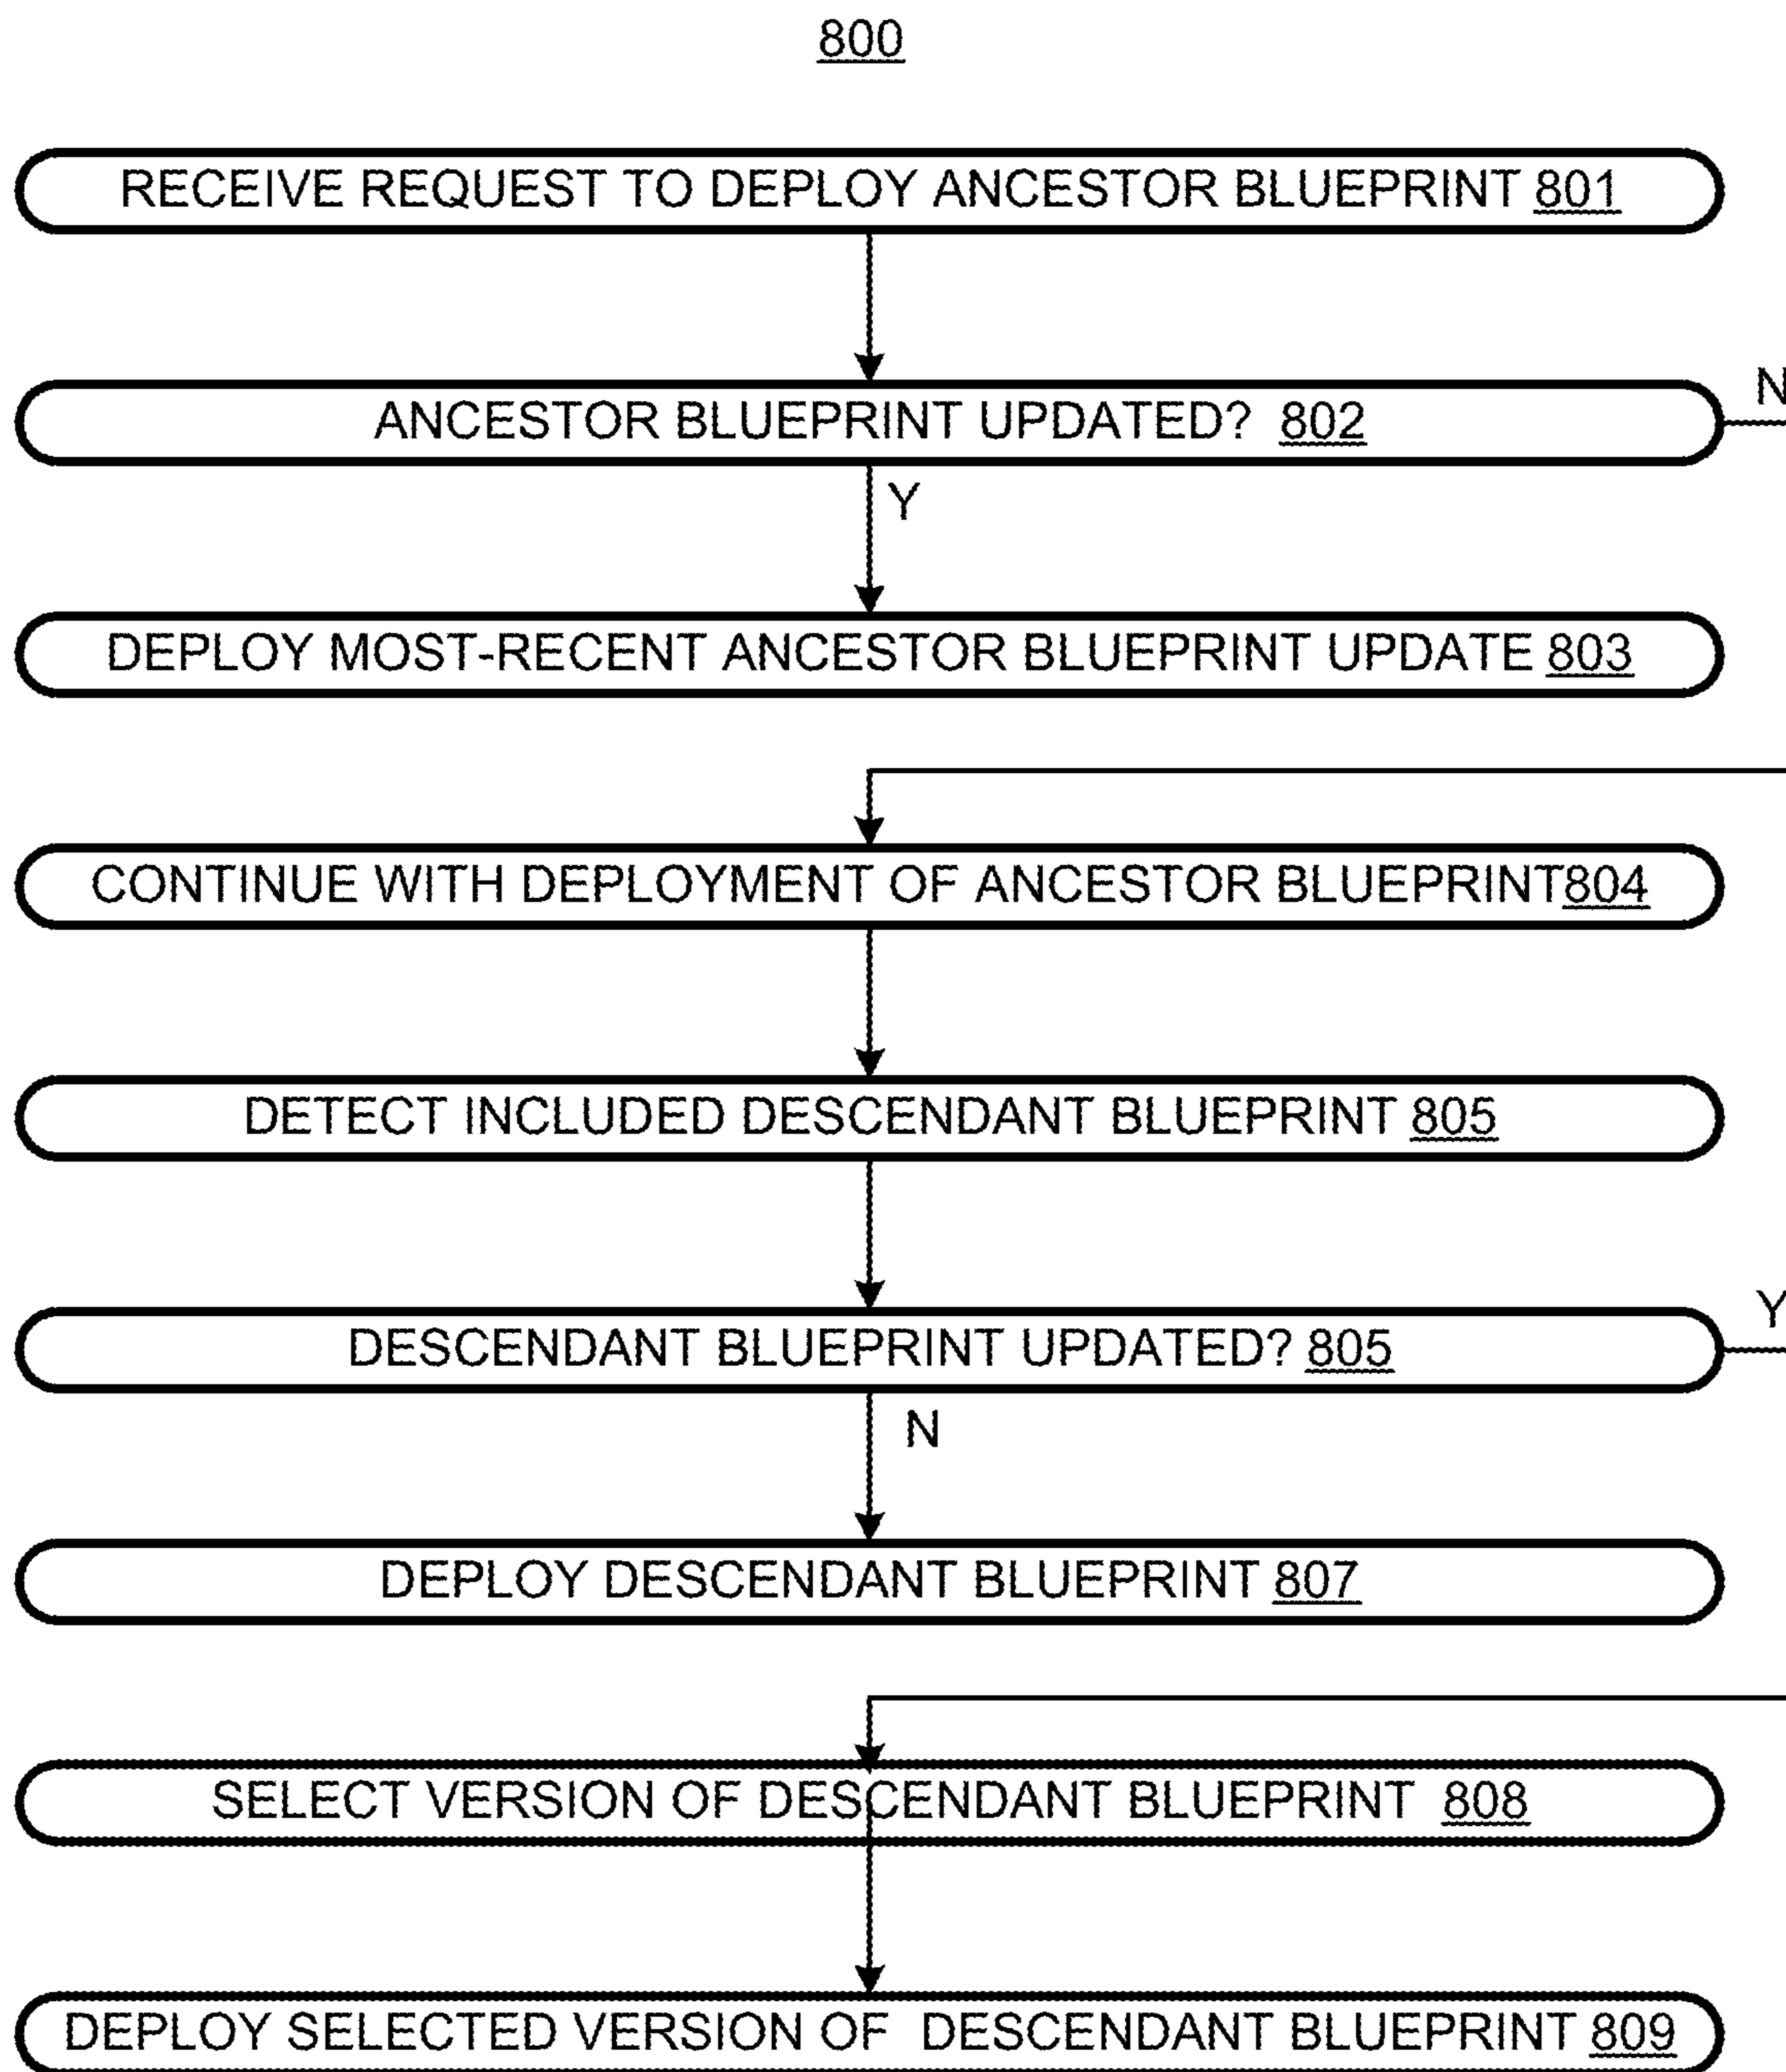 800
RECEIVE REQUEST TO DEPLOY ANCESTOR BLUEPRINT 801
ANCESTOR BLUEPRINT UPDATED? 802
N
Y
DEPLOY MOST-RECENT ANCESTOR BLUEPRINT UPDATE 803
CONTINUE WITH DEPLOYMENT OF ANCESTOR BLUEPRINT804
DETECT INCLUDED DESCENDANT BLUEPRINT 805
DESCENDANT BLUEPRINT UPDATED? 805
Y
N
DEPLOY DESCENDANT BLUEPRINT 807
SELECT VERSION OF DESCENDANT BLUEPRINT 808
DEPLOY SELECTED VERSION OF DESCENDANT BLUEPRINT 809